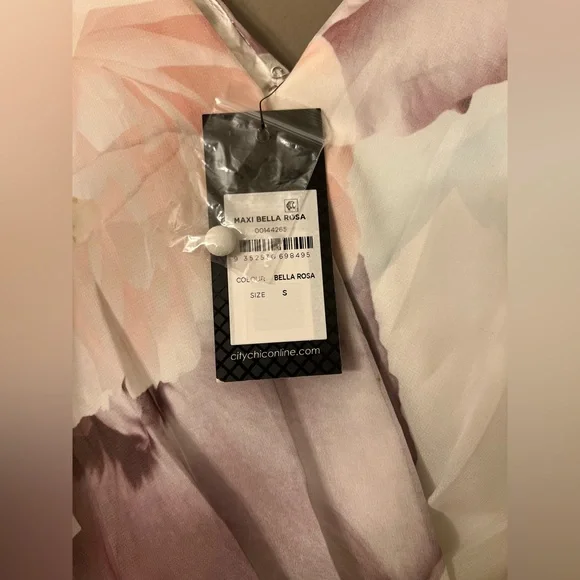 MAXI BELLA ROSA
00144265
COLOUR BELLA ROSA
SIZE S
citychiconline.com